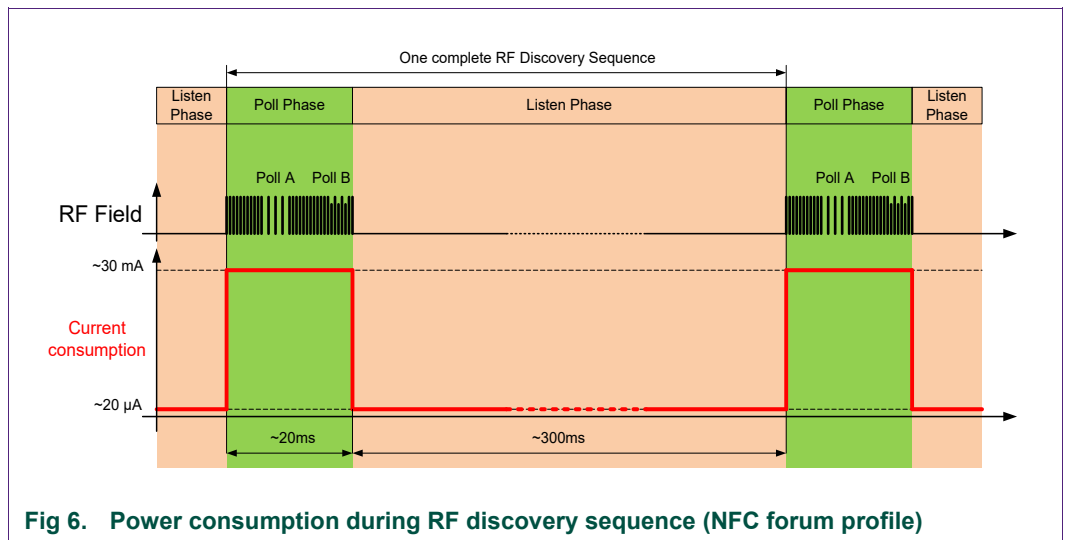 One complete RF Discovery Sequence
Listen
Phase
Poll Phase
Listen Phase
Poll Phase
Listen
Phase
Poll A
Poll B
Poll A
Poll B
RF Field
~30 mA
Current
consumption
~20 µA
~20ms
~300ms
Fig 6. Power consumption during RF discovery sequence (NFC forum profile)